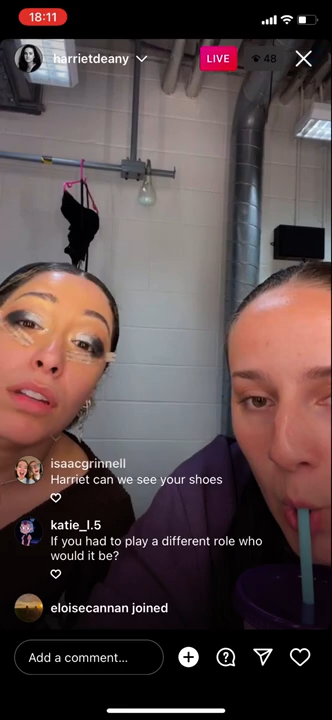 18:11
harrietdeany
LIVE
48
isaacgrinnell
Harriet can we see your shoes
katie_l.5
If you had to play a different role who
would it be?
eloisecannan joined
Add a comment...